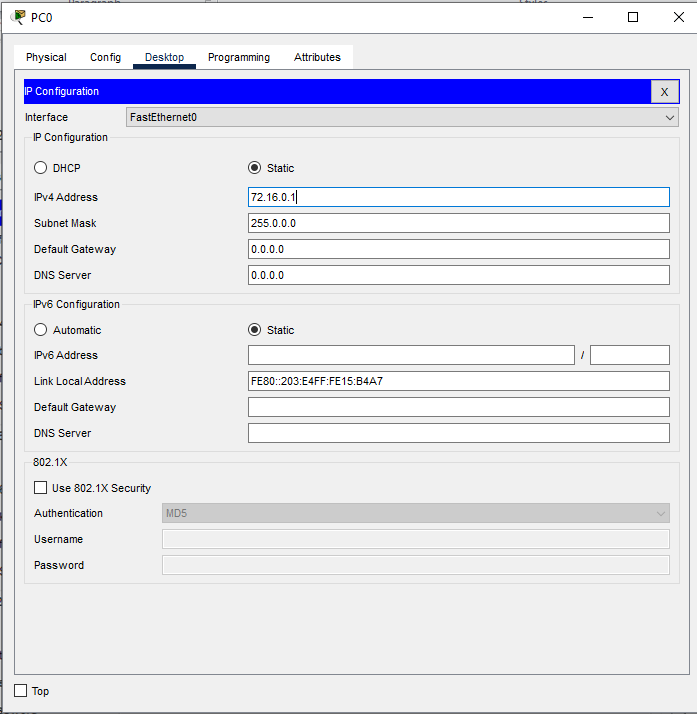 PC0
Physical Config Desktop Programming Attributes
IP Configuration X
Interface FastEthernet0
IP Configuration
DHCP Static
IPv4 Address 72.16.0.1
Subnet Mask 255.0.0.0
Default Gateway 0.0.0.0
DNS Server 0.0.0.0
IPv6 Configuration
Automatic Static
IPv6 Address /
Link Local Address FE80::203:E4FF:FE15:B4A7
Default Gateway
DNS Server
802.1X
Use 802.1X Security
Authentication MD5
Username
Password
Top